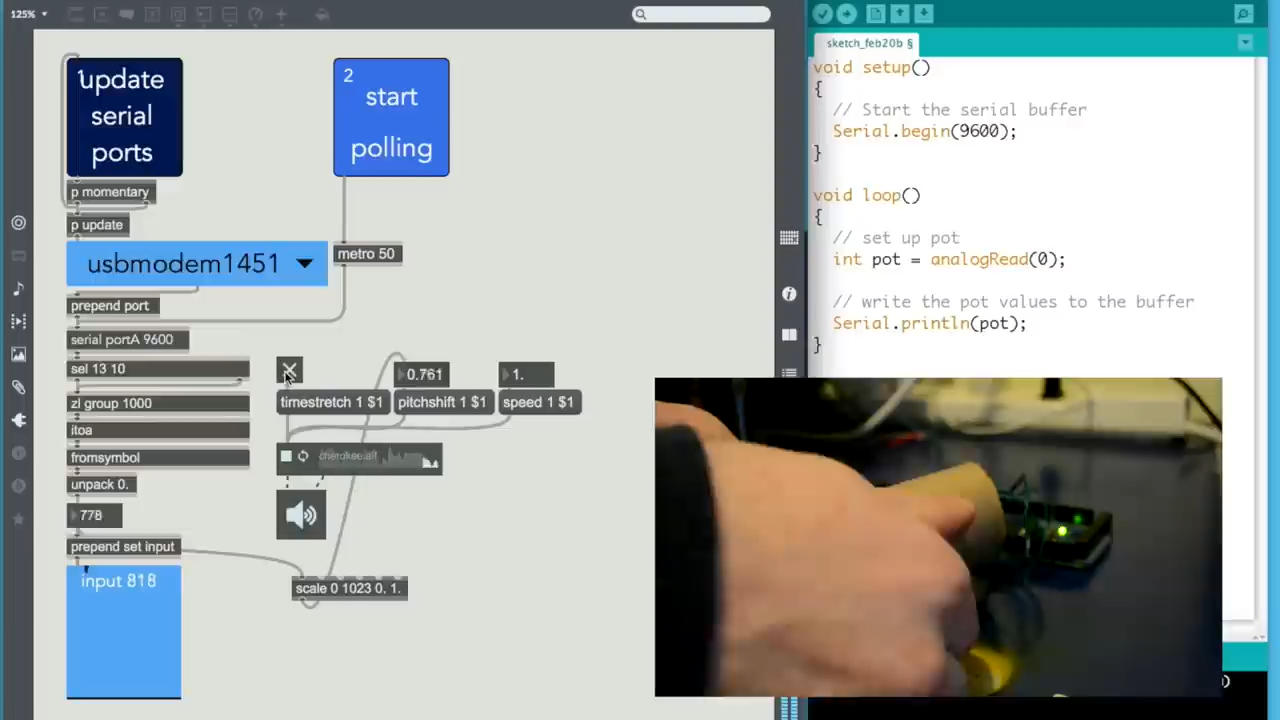 125%
1
update
serial
ports
2
start
polling
p momentary
p update
usbmodem1451
metro 50
prepend port
serial portA 9600
sel 13 10
zl group 1000
itoa
fromsymbol
unpack 0.
778
prepend set input
input 818
0.761
1.
timestretch 1 $1
pitchshift 1 $1
speed 1 $1
cherokee.aif
scale 0 1023 0. 1.
sketch_feb20b §
void setup()
{
// Start the serial buffer
Serial.begin(9600);
}
void loop()
{
// set up pot
int pot = analogRead(0);
// write the pot values to the buffer
Serial.println(pot);
}